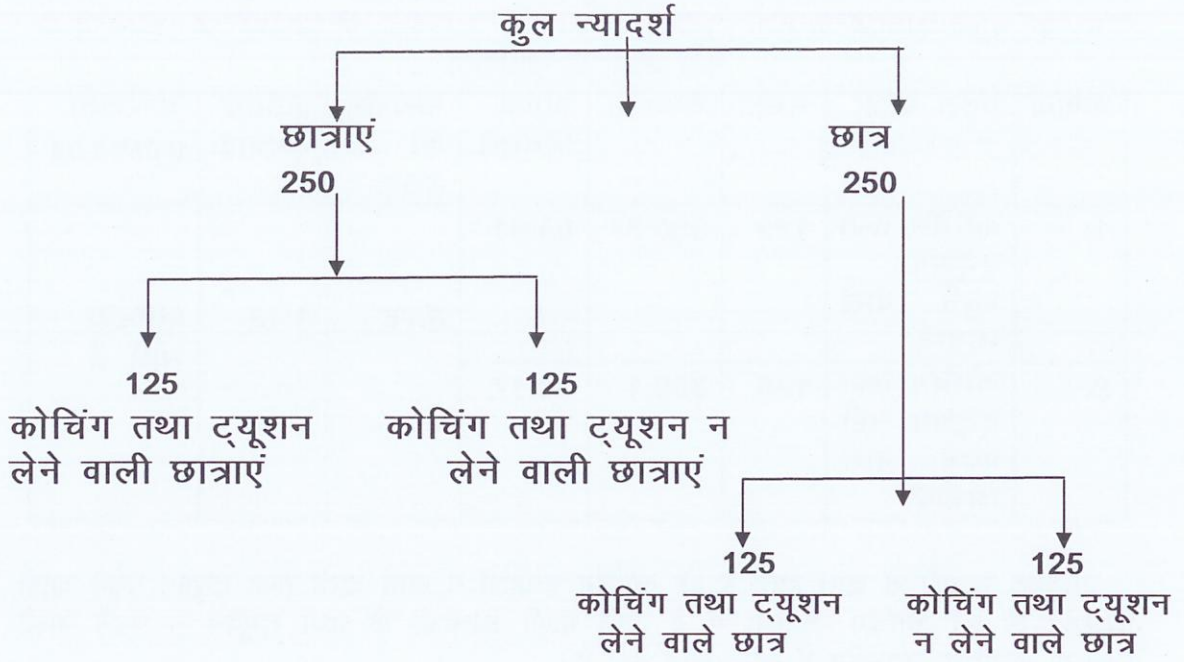 कुल न्यादर्श
छात्राएं
250
छात्र
250
125
कोचिंग तथा ट्यूशन
लेने वाली छात्राएं
125
कोचिंग तथा ट्यूशन न
लेने वाली छात्राएं
125
कोचिंग तथा ट्यूशन
लेने वाले छात्र
125
कोचिंग तथा ट्यूशन
न लेने वाले छात्र